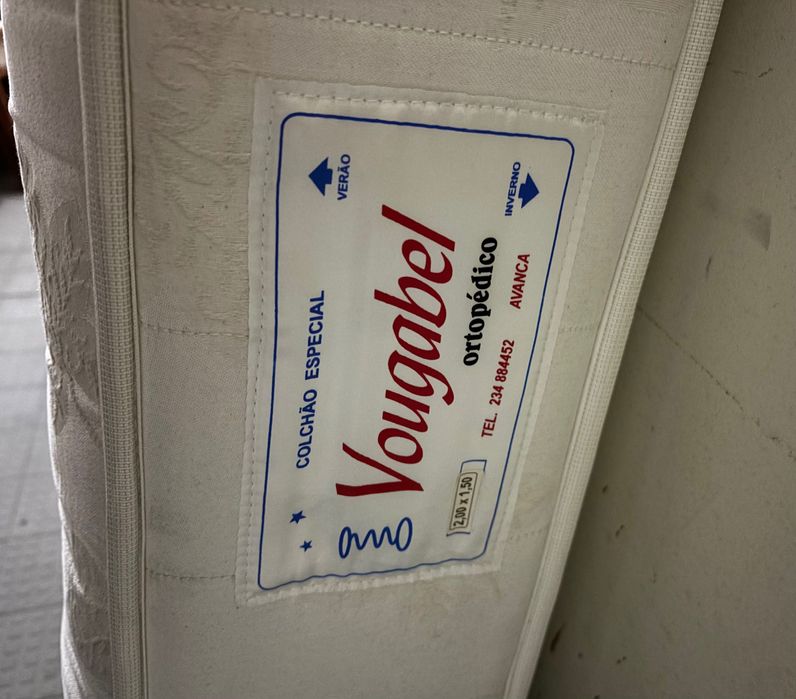 COLCHÃO ESPECIAL
VERÃO
Vougabel
ortopédico
2,00 x 1,50
TEL. 234 884452
AVANCA
INVERNO